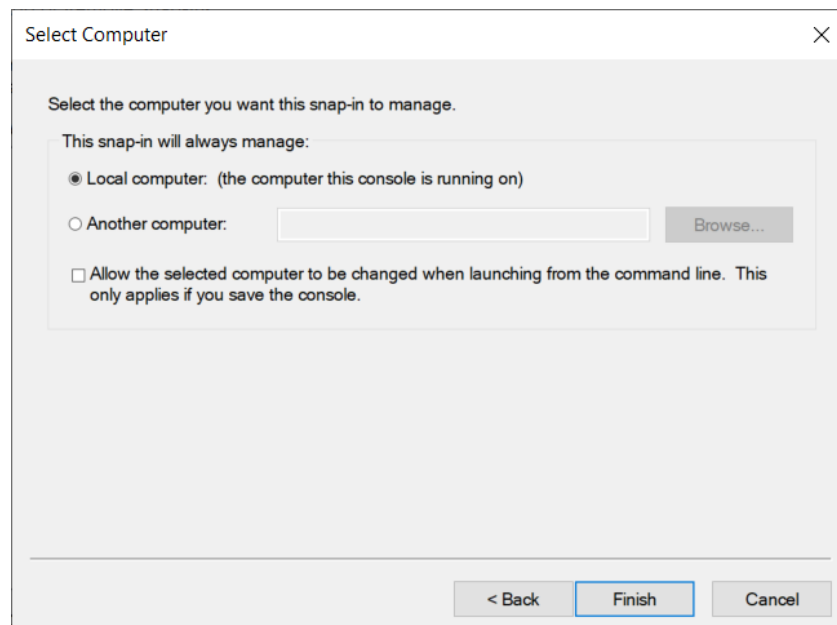 Select Computer
Select the computer you want this snap-in to manage.
This snap-in will always manage:
Local computer: (the computer this console is running on)
Another computer:
Browse...
Allow the selected computer to be changed when launching from the command line. This
only applies if you save the console.
< Back
Finish
Cancel